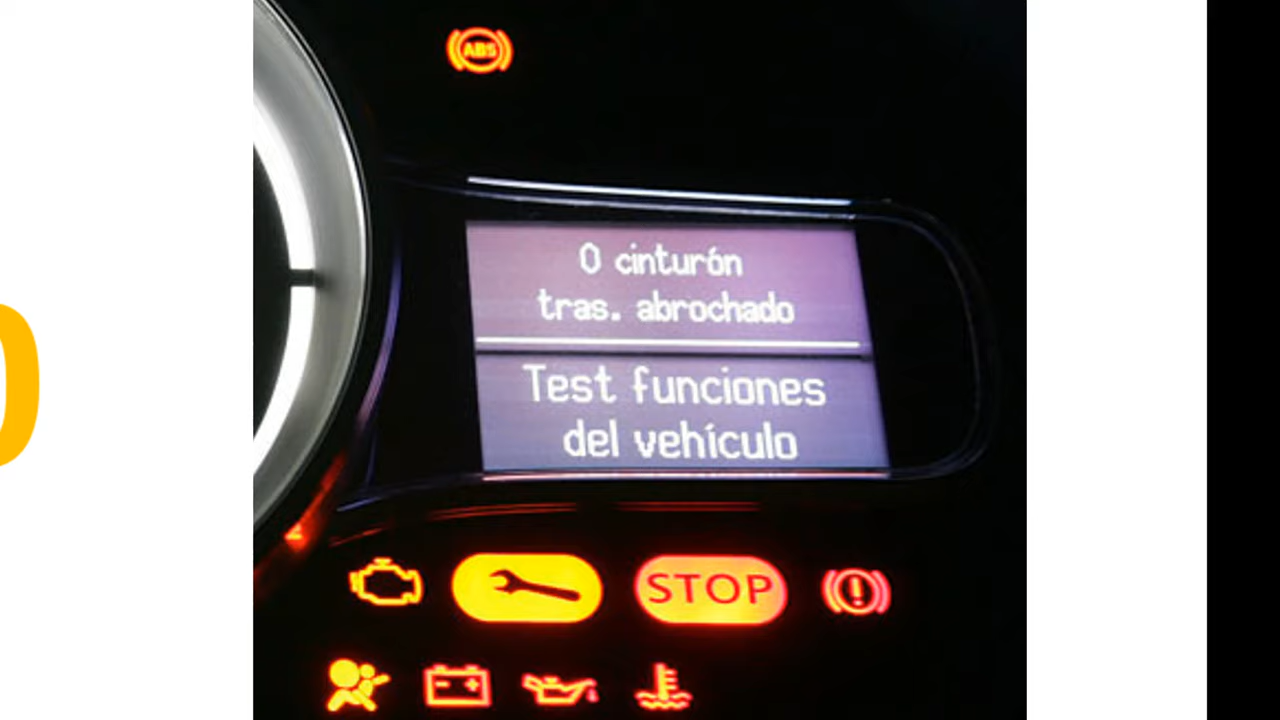 ABS
0 cinturón
tras. abrochado
Test funciones
del vehículo
STOP